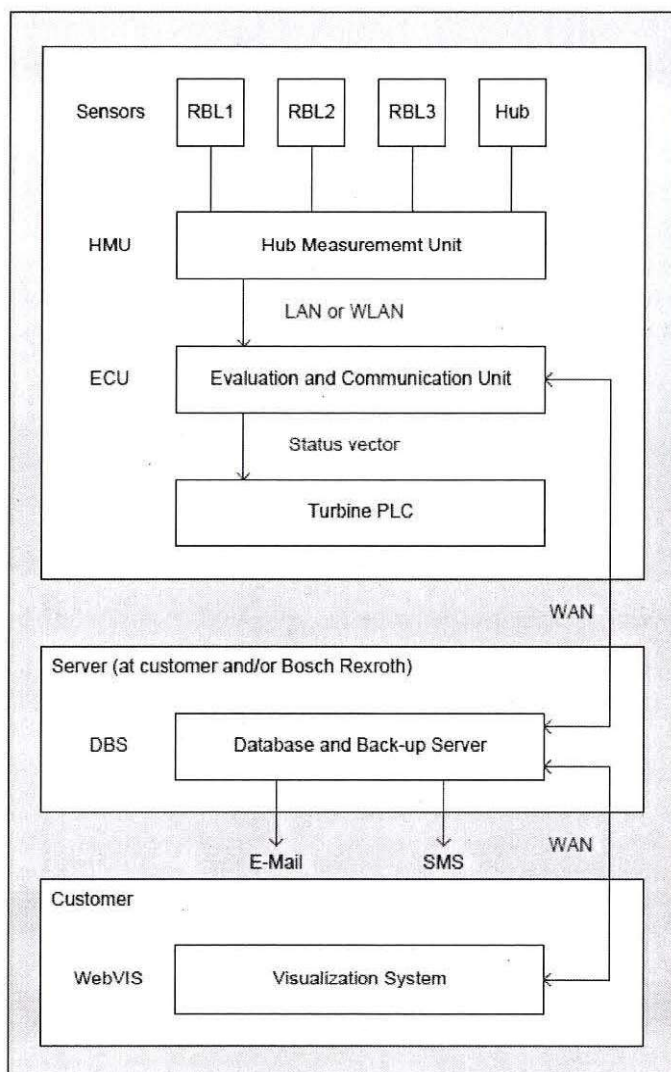 Sensors RBL1 RBL2 RBL3 Hub
HMU Hub Measurememt Unit
LAN or WLAN
ECU Evaluation and Communication Unit
Status vector
Turbine PLC
WAN
Server (at customer and/or Bosch Rexroth)
DBS Database and Back-up Server
WAN
E-Mail SMS
Customer
WebVIS Visualization System